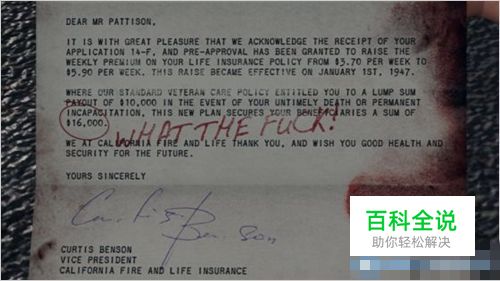 DEAR MR PATTISON,
IT IS WITH GREAT PLEASURE THAT WE ACKNOWLEDGE THE RECEIPT OF YOUR
APPLICATION 14-F, AND PRE-APPROVAL HAS BEEN GRANTED TO RAISE THE
WEEKLY PREMIUM ON YOUR LIFE INSURANCE POLICY FROM $3.70 PER WEEK TO
$5.90 PER WEEK. THIS RAISE BECAME EFFECTIVE ON JANUARY 1ST, 1947.
WHERE OUR STANDARD VETERAN CARE POLICY ENTITLED YOU TO A LUMP SUM
PAYOUT OF $10,000 IN THE EVENT OF YOUR UNTIMELY DEATH OR PERMANENT
INCAPACITATION, THIS NEW PLAN SECURES YOUR BENEFICIARIES A SUM OF
$16,000.
WHAT THE FUCK!
WE AT CALIFORNIA FIRE AND LIFE THANK YOU, AND WISH YOU GOOD HEALTH AND
SECURITY FOR THE FUTURE.
YOURS SINCERELY
Curtis Benson
CURTIS BENSON
VICE PRESIDENT
CALIFORNIA FIRE AND LIFE INSURANCE
百科全说
助你轻松解决